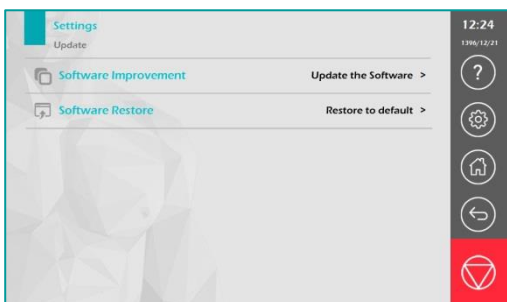 Settings
Update
Software Improvement
Update the Software >
Software Restore
Restore to default >
12:24
1396/12/21
?